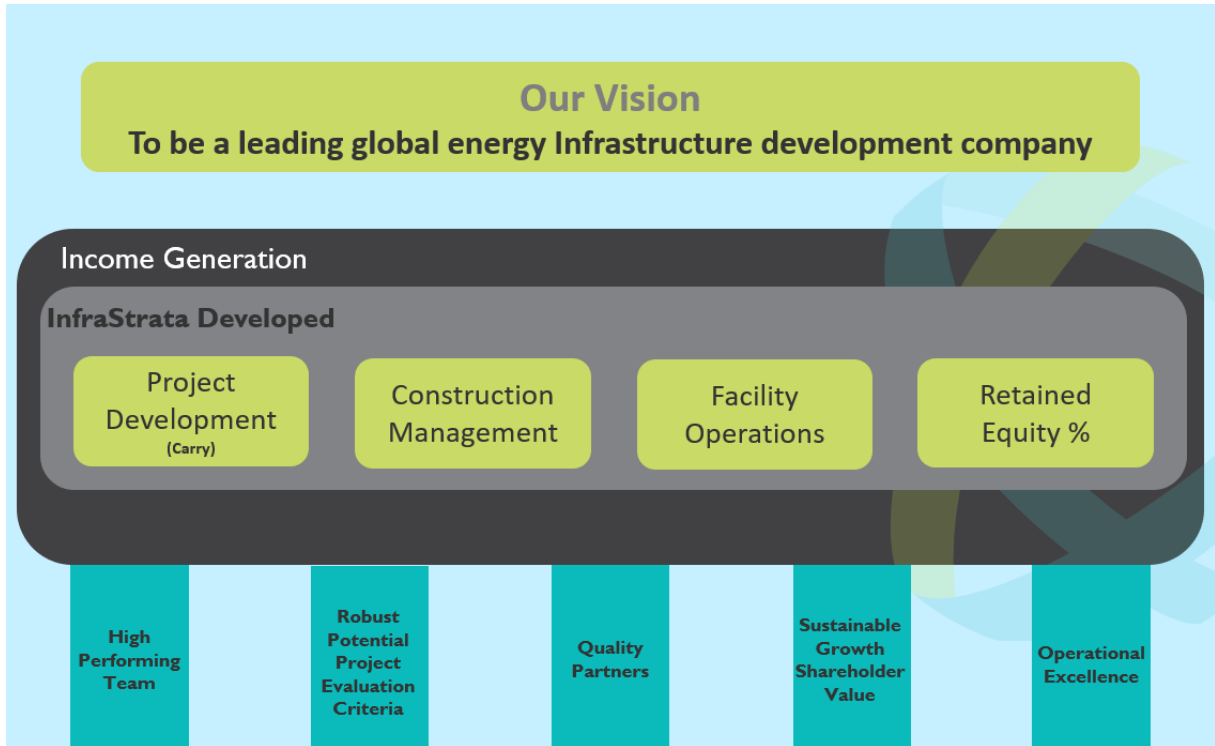 Our Vision
To be a leading global energy Infrastructure development company
Income Generation
InfraStrata Developed
Project
Development
(Carry)
Construction
Management
Facility
Operations
Retained
Equity %
High
Performing
Team
Robust
Potential
Project
Evaluation
Criteria
Quality
Partners
Sustainable
Growth
Shareholder
Value
Operational
Excellence